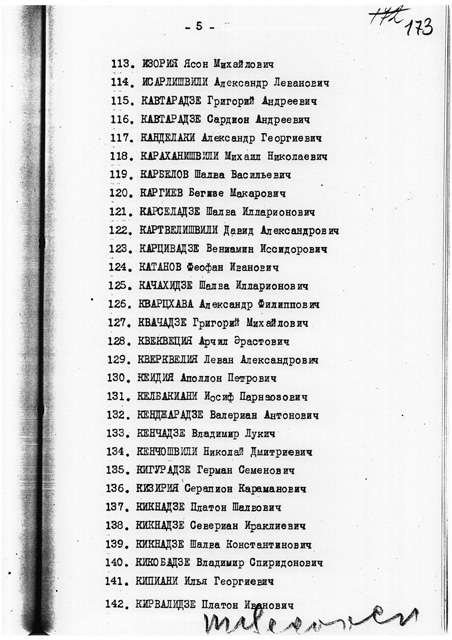 - 5 -
172
173
113. ИЗОРИЯ Ясон Михайлович
114. ИСАРЛИШВИЛИ Александр Леванович
115. КАВТАРАДЗЕ Григорий Андреевич
116. КАВТАРАДЗЕ Сардион Андреевич
117. КАНДЕЛАКИ Александр Георгиевич
118. КАРАХАНИШВИЛИ Михаил Николаевич
119. КАРБЕЛОВ Шалва Васильевич
120. КАРГИЕВ Бегиве Макарович
121. КАРСЕЛАДЗЕ Шалва Илларионович
122. КАРТВЕЛИШВИЛИ Давид Александрович
123. КАРЦИВАДЗЕ Вениамин Иссидорович
124. КАТАНОВ Феофан Иванович
125. КАЧАХИДЗЕ Шалва Илларионович
126. КВАРЦХАВА Александр Филиппович
127. КВАЧАДЗЕ Григорий Михайлович
128. КВЕКВЕЦИЯ Арчил Эрастович
129. КВЕРКВЕЛИЯ Леван Александрович
130. КЕИДИЯ Аполлон Петрович
131. КЕЛБАКИАНИ Иосиф Парнаозович
132. КЕНДЖАРАДЗЕ Валериан Антонович
133. КЕНЧАДЗЕ Владимир Лукич
134. КЕНЧОШВИЛИ Николай Дмитриевич
135. КИГУРАДЗЕ Герман Семенович
136. КИЗИРИЯ Серапион Караманович
137. КИКНАДЗЕ Платон Шалвович
138. КИКНАДЗЕ Севериан Ираклиевич
139. КИКНАДЗЕ Шалва Константинович
140. КИКОБАДЗЕ Владимир Спиридонович
141. КИПИАНИ Илья Георгиевич
142. КИРВАЛИДЗЕ Платон Иванович